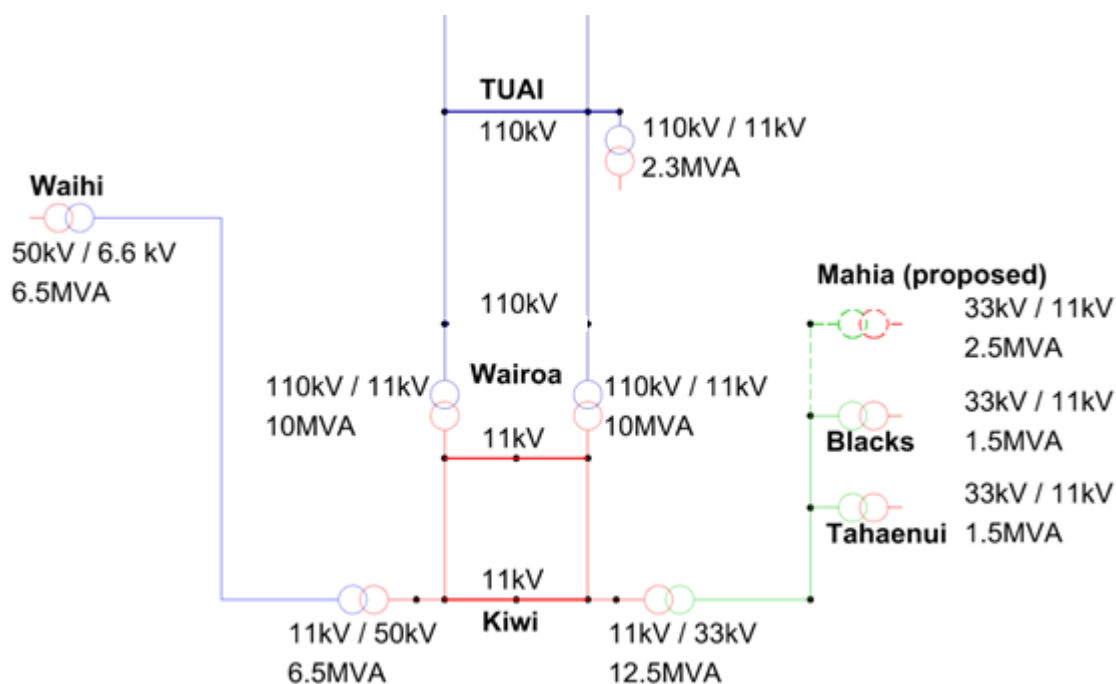 TUAI
110kV
110kV / 11kV
2.3MVA
Waihi
50kV / 6.6 kV
6.5MVA
Mahia (proposed)
33kV / 11kV
2.5MVA
110kV
Wairoa
110kV / 11kV
10MVA
110kV / 11kV
10MVA
11kV
33kV / 11kV
Blacks
1.5MVA
33kV / 11kV
Tahaenui
1.5MVA
11kV
Kiwi
11kV / 50kV
6.5MVA
11kV / 33kV
12.5MVA